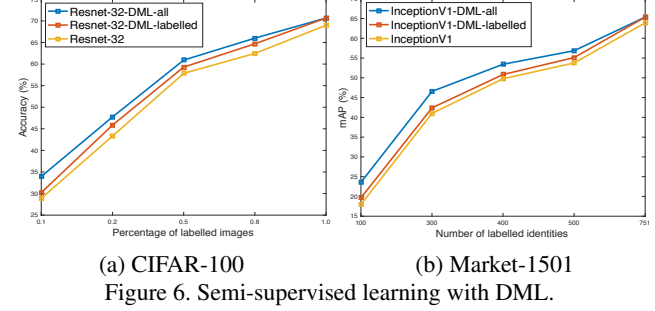 75
Resnet-32-DML-all
70
Resnet-32-DML-labelled
65
Resnet-32
60
55
50
45
40
35
30
25
Accuracy (%)
0.1 0.2 0.5 0.8 1.0
Percentage of labelled images
70
InceptionV1-DML-all
65
InceptionV1-DML-labelled
60
InceptionV1
55
50
45
40
35
30
25
20
15
mAP (%)
100 300 400 500 751
Number of labelled identities
(a) CIFAR-100
(b) Market-1501
Figure 6. Semi-supervised learning with DML.